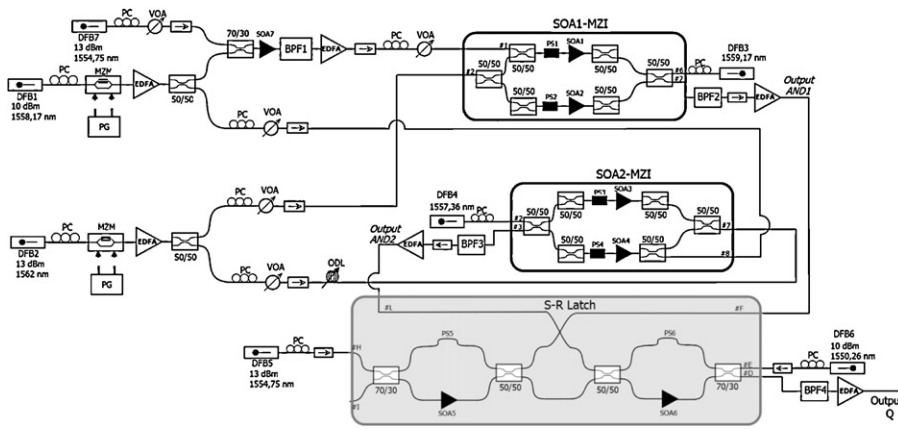 DFB7
13 dBm
1554,75 nm
PC
VOA
70/30
SOA7
BPF1
EDFA
PC
VOA
SOA1-MZI
#1
50/50
PS1
SOA1
50/50
#2
50/50
50/50
PS2
SOA2
50/50
50/50
#6
#7
PC
DFB3
1559,17 nm
BPF2
EDFA
Output
AND1
DFB1
10 dBm
1558,17 nm
PC
MZM
PG
EDFA
50/50
PC
VOA
DFB2
13 dBm
1562 nm
PC
MZM
PG
EDFA
50/50
PC
VOA
PC
VOA
ODL
SOA2-MZI
DFB4
1557,36 nm
PC
#2
#3
50/50
50/50
PS3
SOA3
50/50
50/50
PS4
SOA4
50/50
50/50
#7
#8
Output
AND2
EDFA
BPF3
S-R Latch
#L
#F
DFB5
13 dBm
1554,75 nm
PC
#H
#I
70/30
PS5
SOA5
50/50
50/50
PS6
SOA6
70/30
#E
#D
PC
DFB6
10 dBm
1550,26 nm
BPF4
EDFA
Output
Q